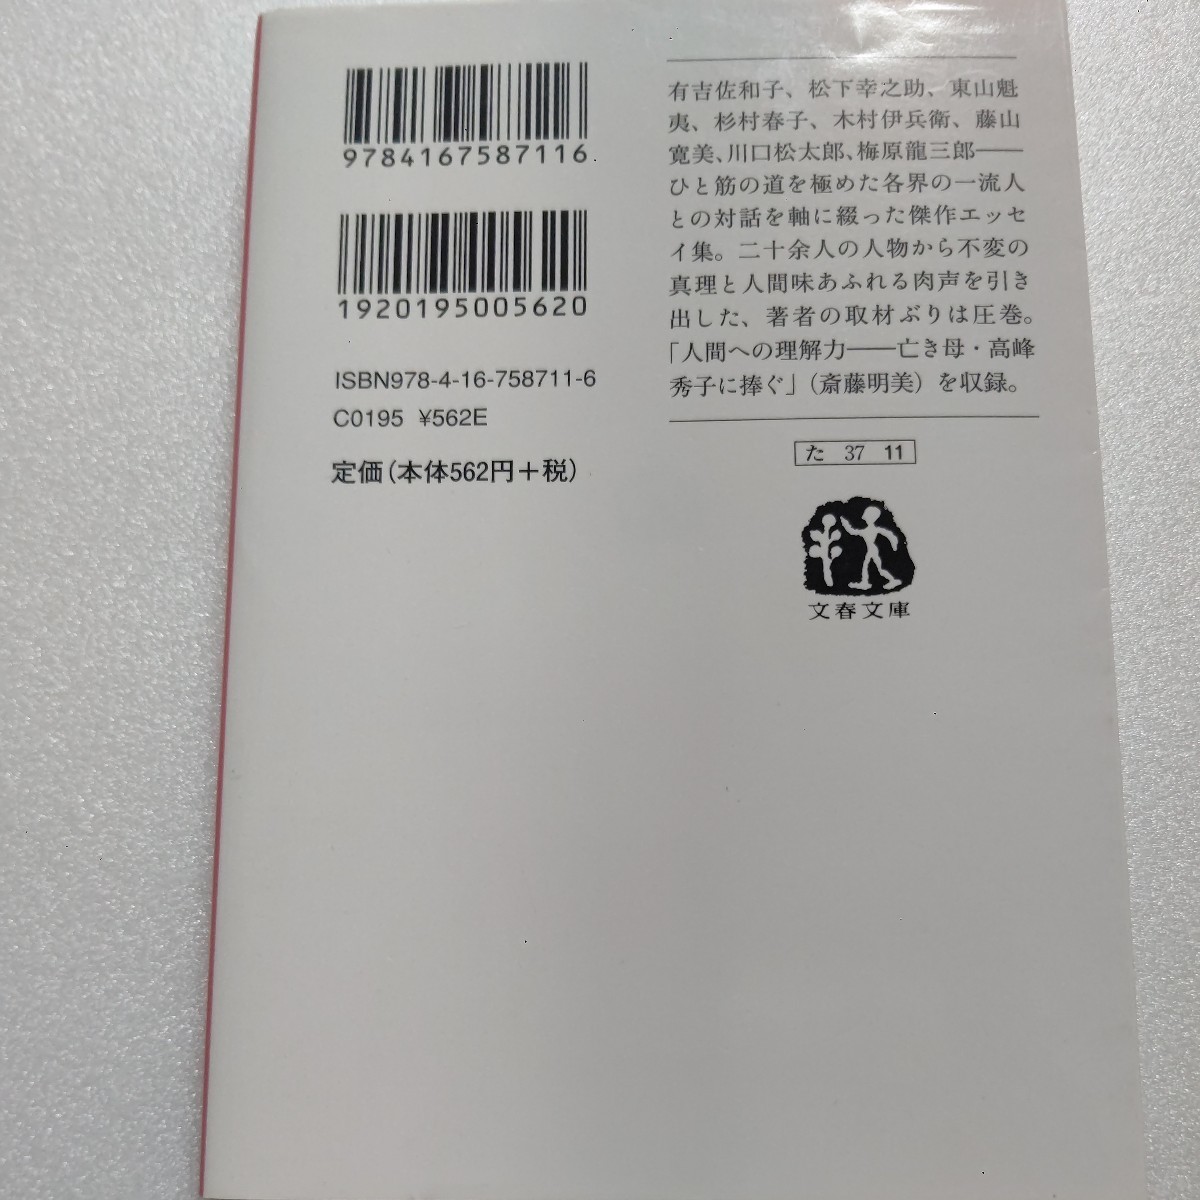 9784167587116
1920195005620
ISBN978-4-16-758711-6
C0195 ¥562E
定価(本体562円+税)
有吉佐和子、松下幸之助、東山魁
夷、杉村春子、木村伊兵衛、藤山
寛美、川口松太郎、梅原龍三郎――
ひと筋の道を極めた各界の一流人
との対話を軸に綴った傑作エッセ
イ集。二十余人の人物から不変の
真理と人間味あふれる肉声を引き
出した、著者の取材ぶりは圧巻。
「人間への理解力――亡き母・高峰
秀子に捧ぐ」(斎藤明美)を収録。
た 37 11
文春文庫